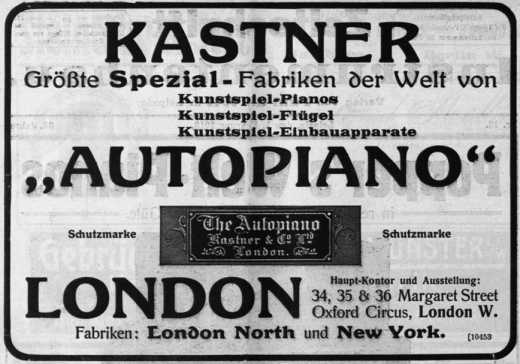 KASTNER
Größte Spezial-Fabriken der Welt von
Kunstspiel-Pianos
Kunstspiel-Flügel
Kunstspiel-Einbauapparate
„AUTOPIANO“
Schutzmarke
The Autopiano
Kastner & Co Ld
London.
Schutzmarke
LONDON
Haupt-Kontor und Ausstellung:
34, 35 & 36 Margaret Street
Oxford Circus, London W.
Fabriken: London North und New York.
[10453